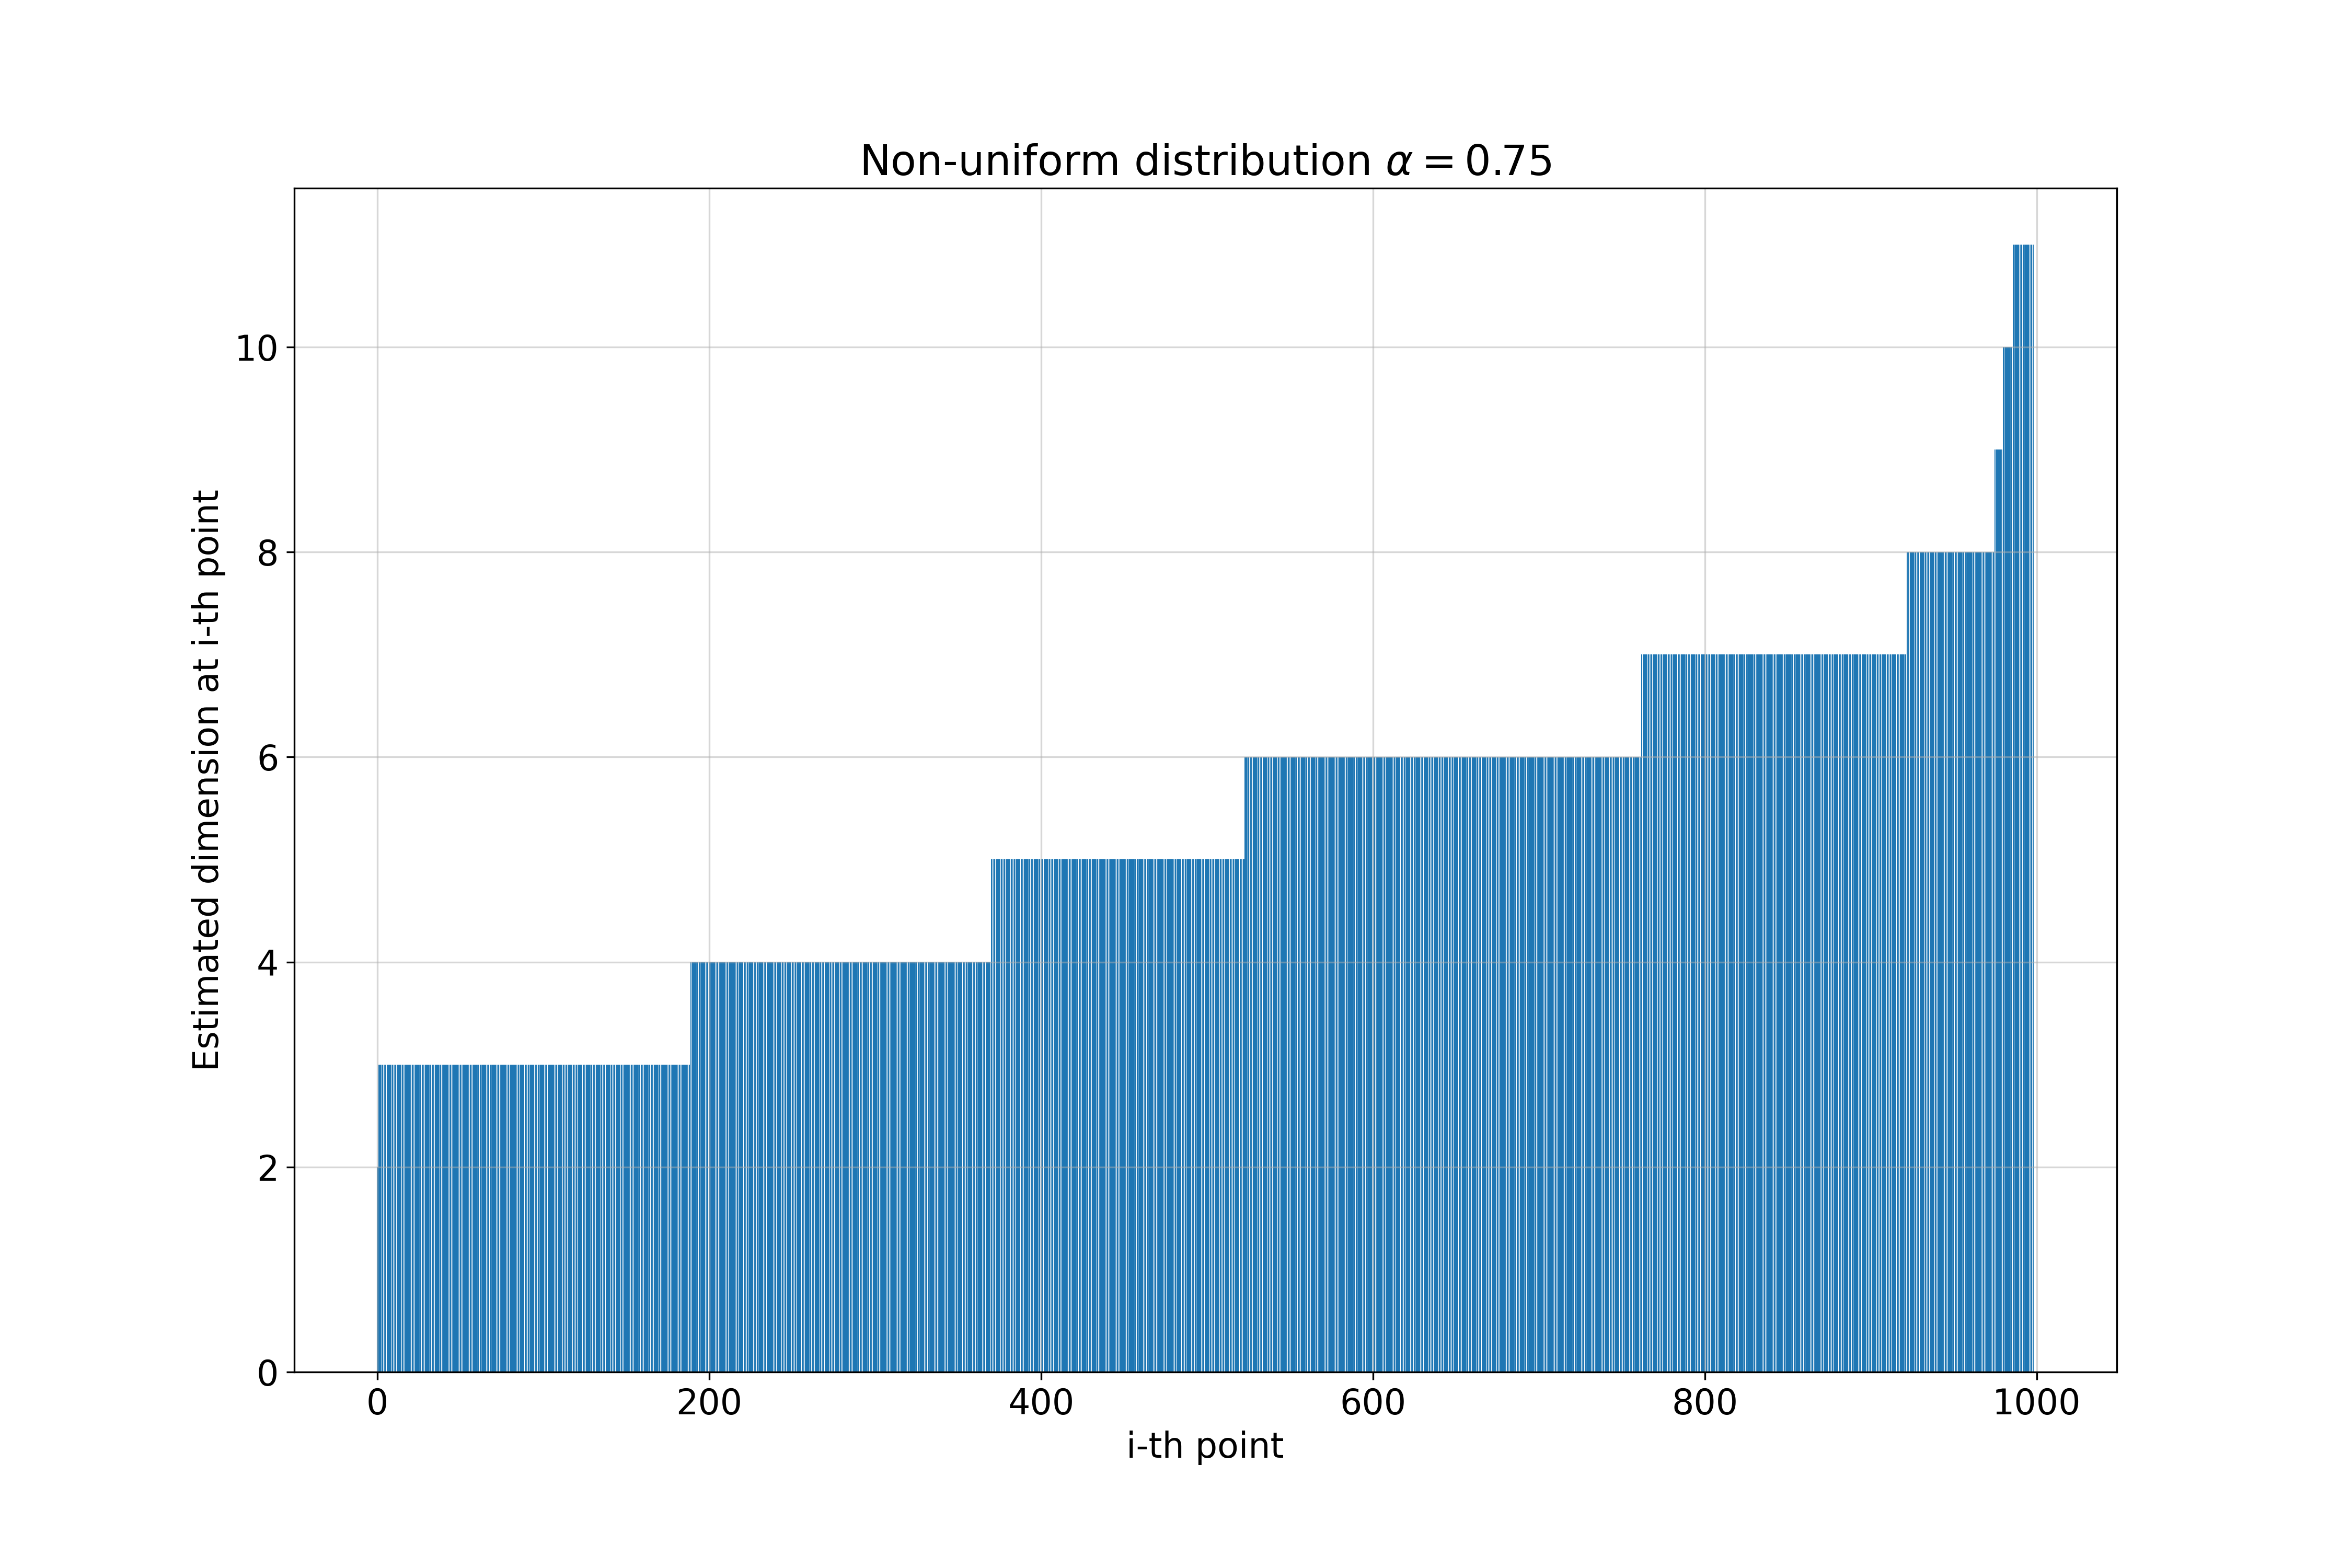 Non-uniform distribution α = 0.75
Estimated dimension at i-th point
10
8
6
4
2
0
0 200 400 600 800 1000
i-th point